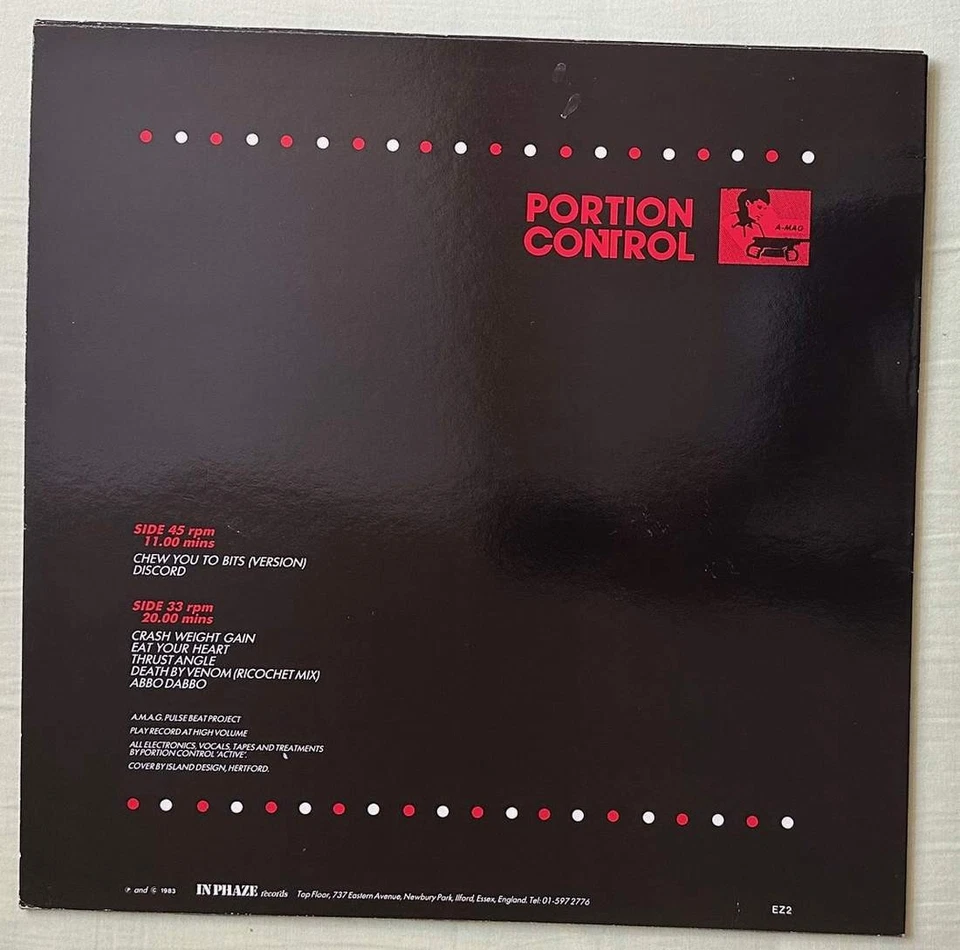 PORTION
CONTROL
A-MAG
SIDE 45 rpm
11.00 mins
CHEW YOU TO BITS (VERSION)
DISCORD
SIDE 33 rpm
20.00 mins
CRASH WEIGHT GAIN
EAT YOUR HEART
THRUST ANGLE
DEATH BY VENOM (RICOCHET MIX)
ABBO DABBO
A.M.A.G. PULSE BEAT PROJECT
PLAY RECORD AT HIGH VOLUME
ALL ELECTRONICS, VOCALS, TAPES AND TREATMENTS
BY PORTION CONTROL 'ACTIVE'.
COVER BY ISLAND DESIGN, HERTFORD.
℗ and © 1983 IN PHAZE records Top Floor, 737 Eastern Avenue, Newbury Park, Ilford, Essex, England. Tel: 01-597 2776
EZ2